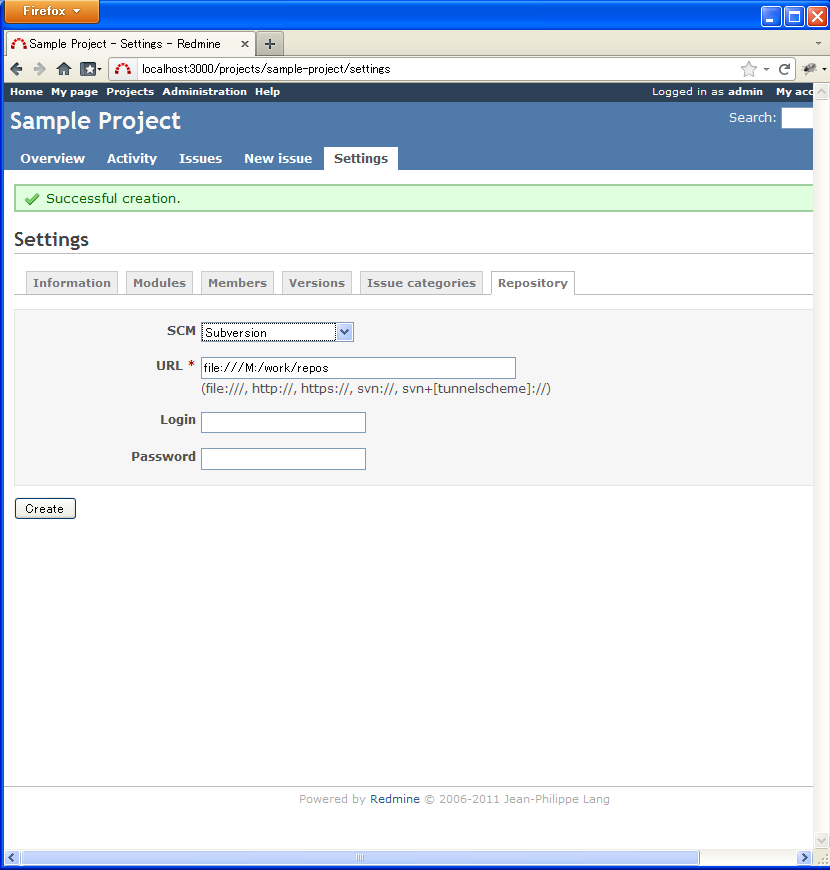 Firefox
Sample Project - Settings - Redmine
localhost:3000/projects/sample-project/settings
Home My page Projects Administration Help Logged in as admin My acc
Sample Project Search:
Overview Activity Issues New issue Settings
Successful creation.
Settings
Information Modules Members Versions Issue categories Repository
SCM Subversion
URL * file:///M:/work/repos
(file:///, http://, https://, svn://, svn+[tunnelscheme]://)
Login
Password
Create
Powered by Redmine © 2006-2011 Jean-Philippe Lang